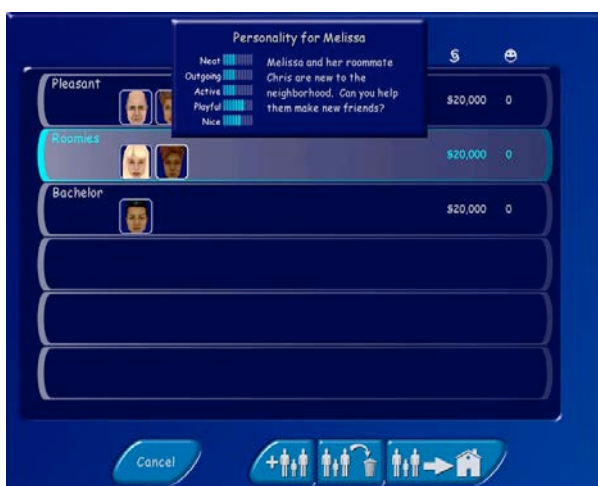 Personality for Melissa
Neat
Outgoing
Active
Playful
Nice
Melissa and her roommate
Chris are new to the
neighborhood. Can you help
them make new friends?
Pleasant
§20,000 0
Roomies
§20,000 0
Bachelor
§20,000 0
Cancel